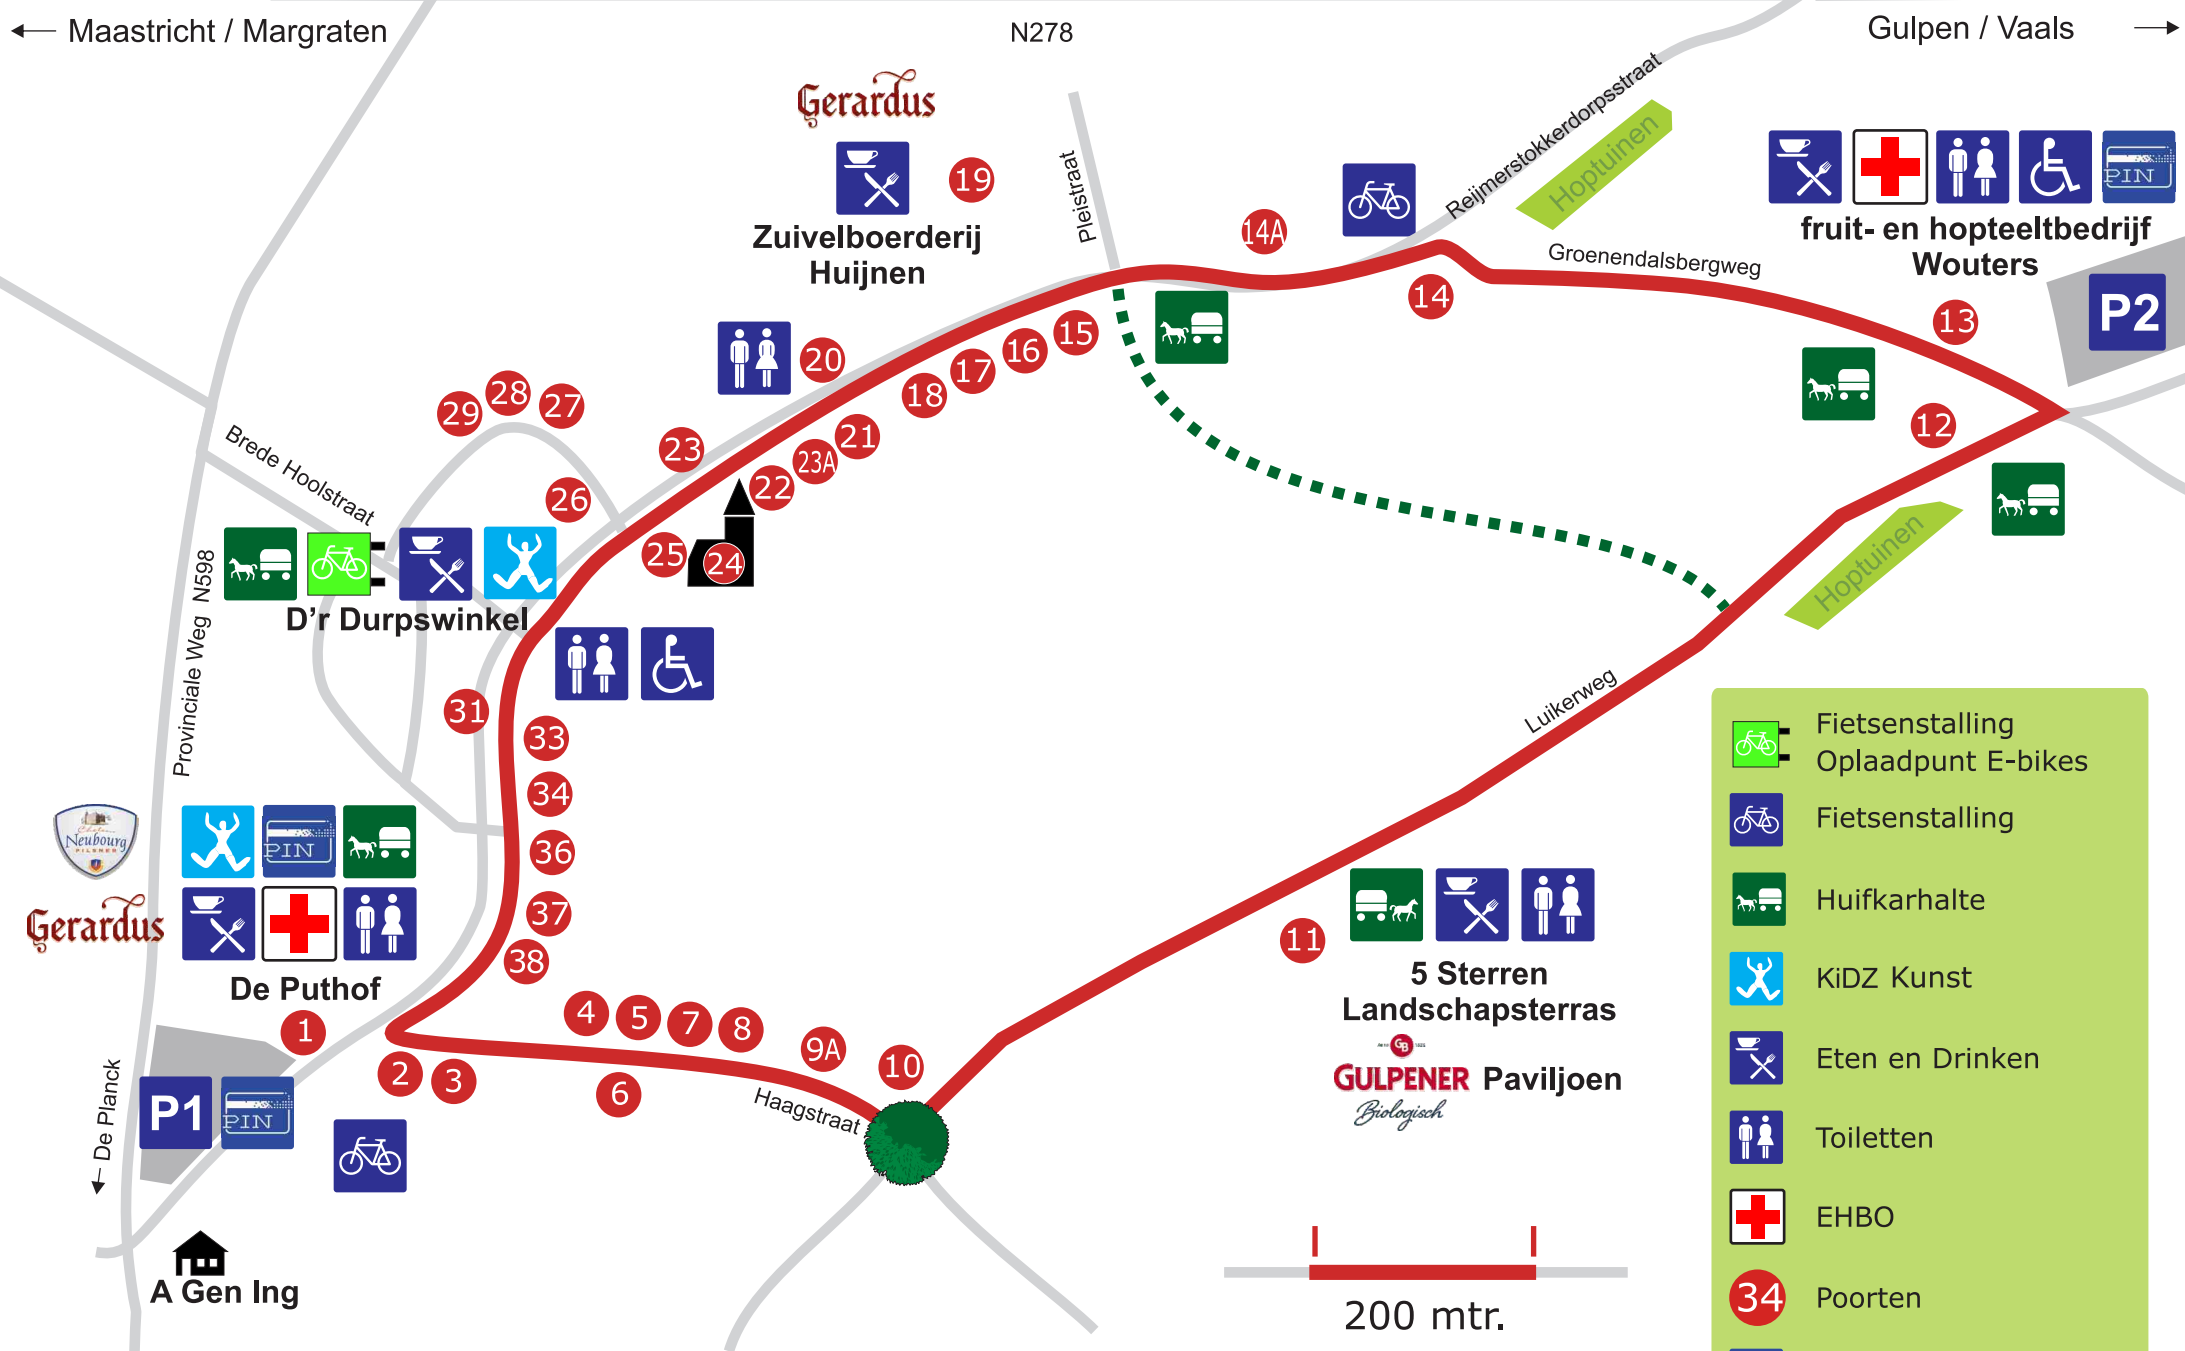 Maastricht / Margraten
N278
Gulpen / Vaals
Gerardus
19
Zuivelboerderij
Huijnen
Pleistraat
14A
Reijmerstokkerdorpsstraat
Hoptuinen
PIN
fruit- en hopteeltbedrijf
Wouters
Groenendalsbergweg
14
13
P2
20
15
16
17
18
12
29
28
27
23
21
23A
22
26
25
24
Brede Hoolstraat
D'r Durpswinkel
Hoptuinen
Provinciale Weg N598
31
33
34
36
37
38
Luikerweg
Chateau
Neubourg
PILSENER
Gerardus
PIN
De Puthof
1
P1
PIN
De Planck
2
3
4
5
7
8
9A
10
6
Haagstraat
11
5 Sterren
Landschapsterras
GB
GULPENER Paviljoen
Biologisch
A Gen Ing
200 mtr.
Fietsenstalling
Oplaadpunt E-bikes
Fietsenstalling
Huifkarhalte
KiDZ Kunst
Eten en Drinken
Toiletten
EHBO
34 Poorten